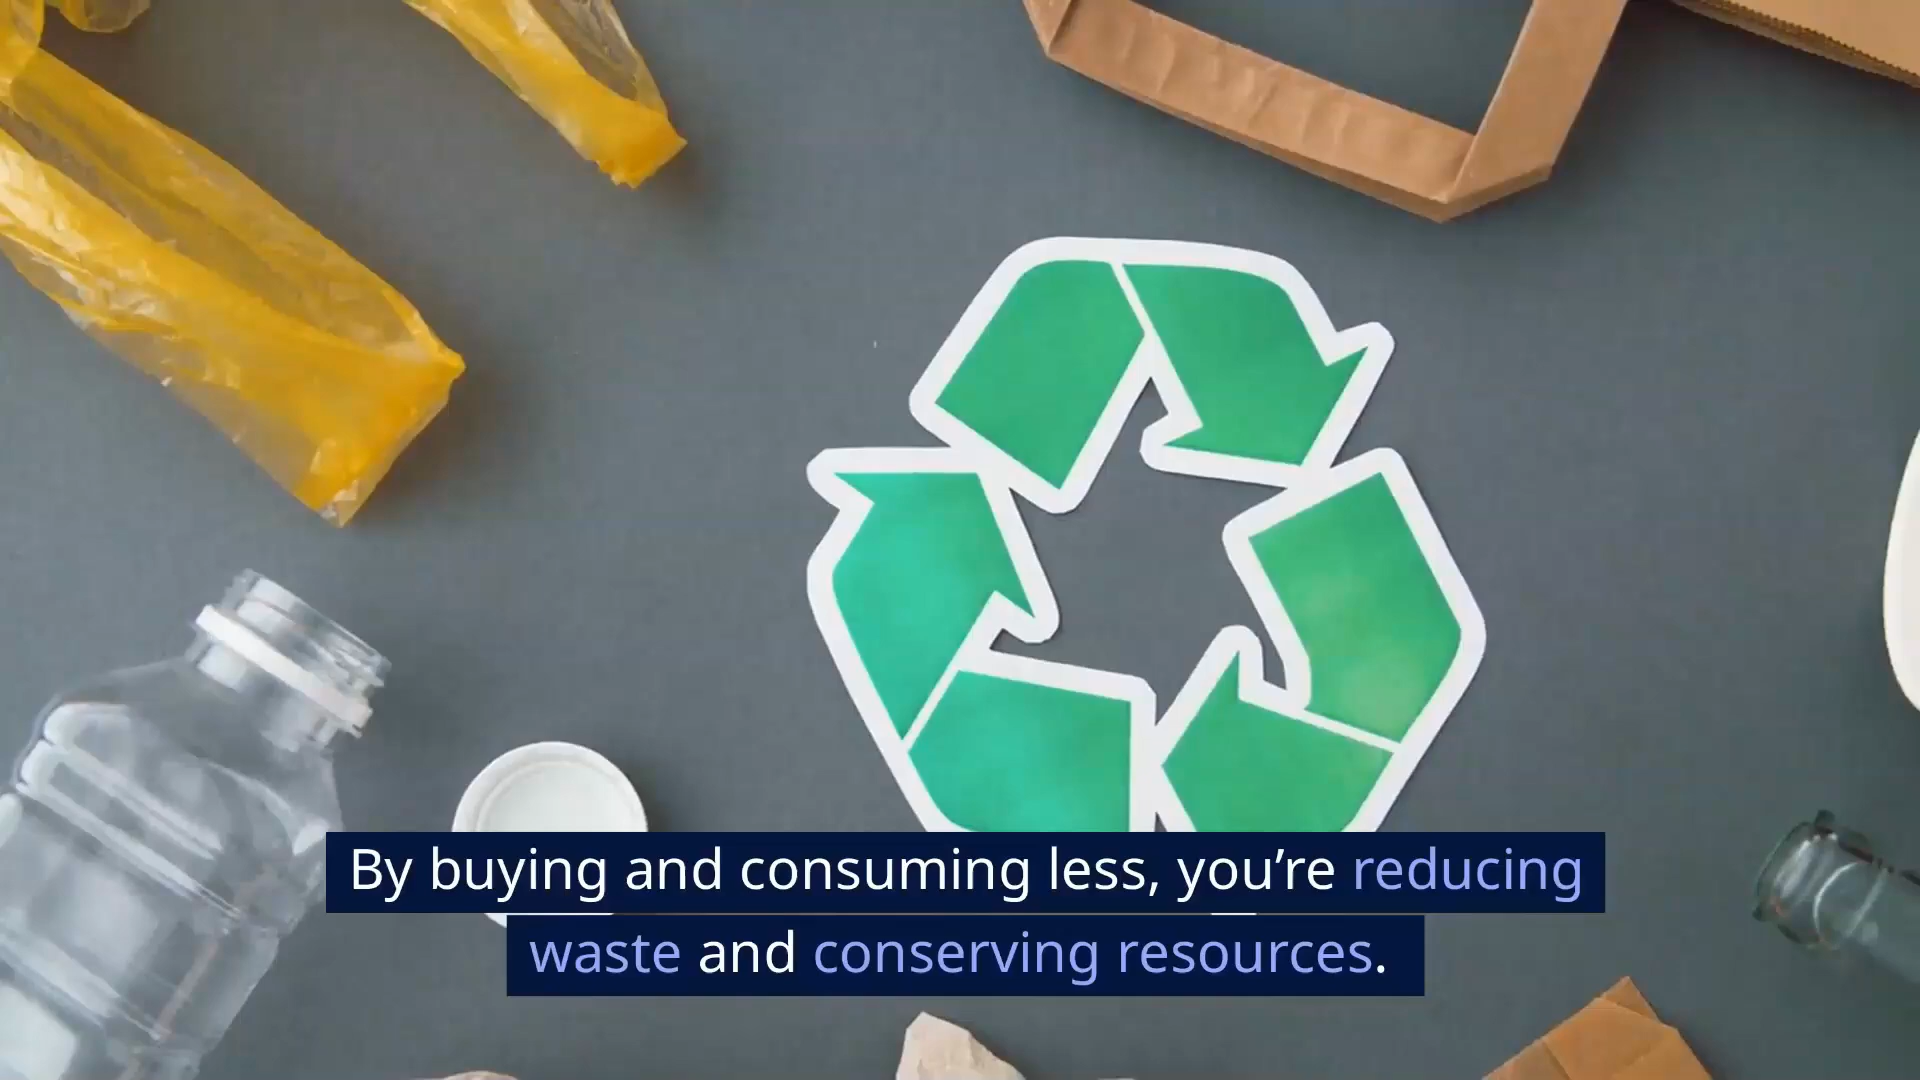 By buying and consuming less, you’re reducing
waste and conserving resources.